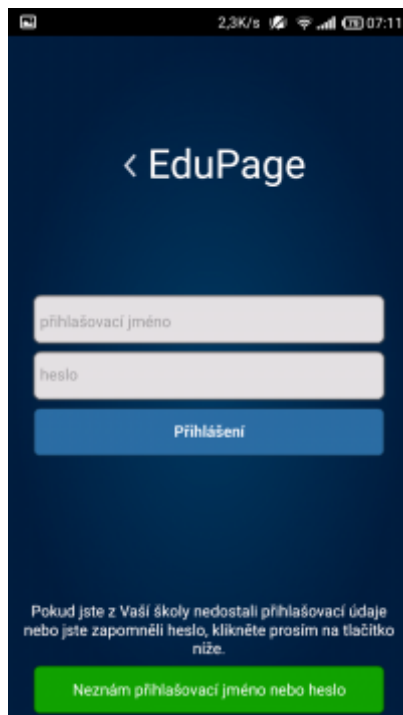 2,3K/s 79 07:11
< EduPage
přihlašovací jméno
heslo
Přihlášení
Pokud jste z Vaší školy nedostali přihlašovací údaje
nebo jste zapomněli heslo, klikněte prosím na tlačítko
níže.
Neznám přihlašovací jméno nebo heslo